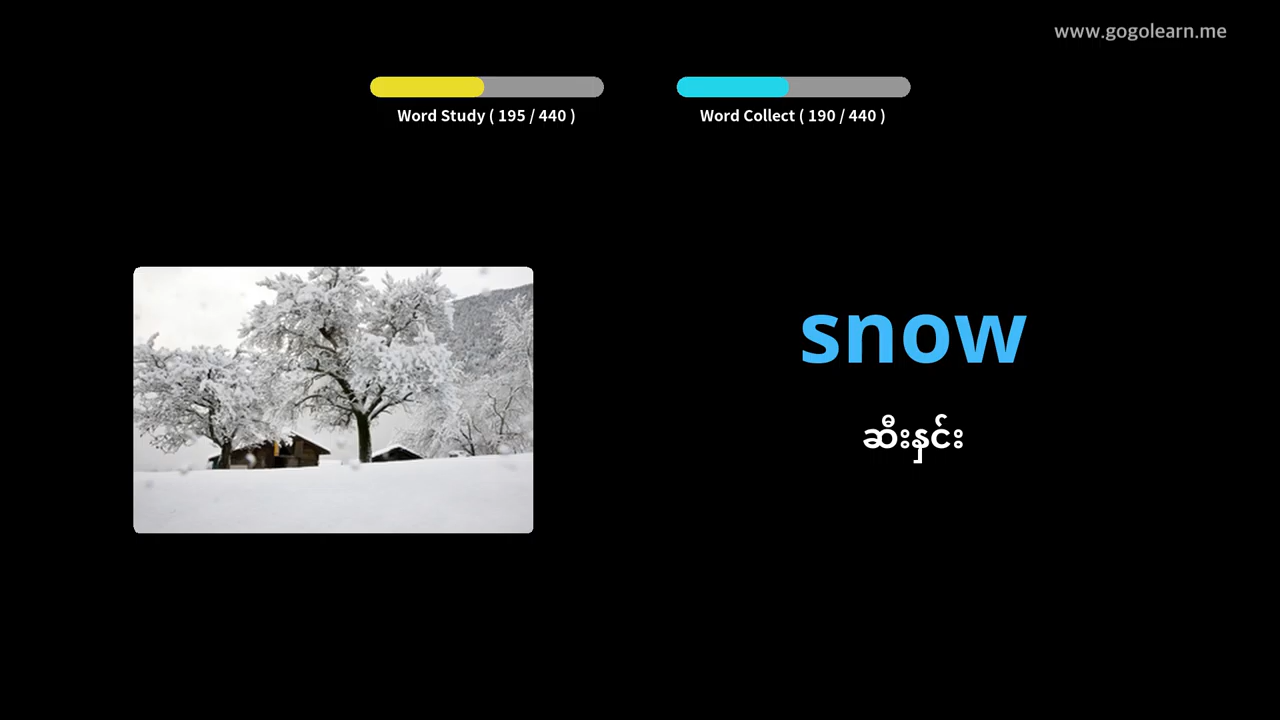 www.gogolearn.me
Word Study ( 195 / 440 )
Word Collect ( 190 / 440 )
snow
ဆီးနှင်း